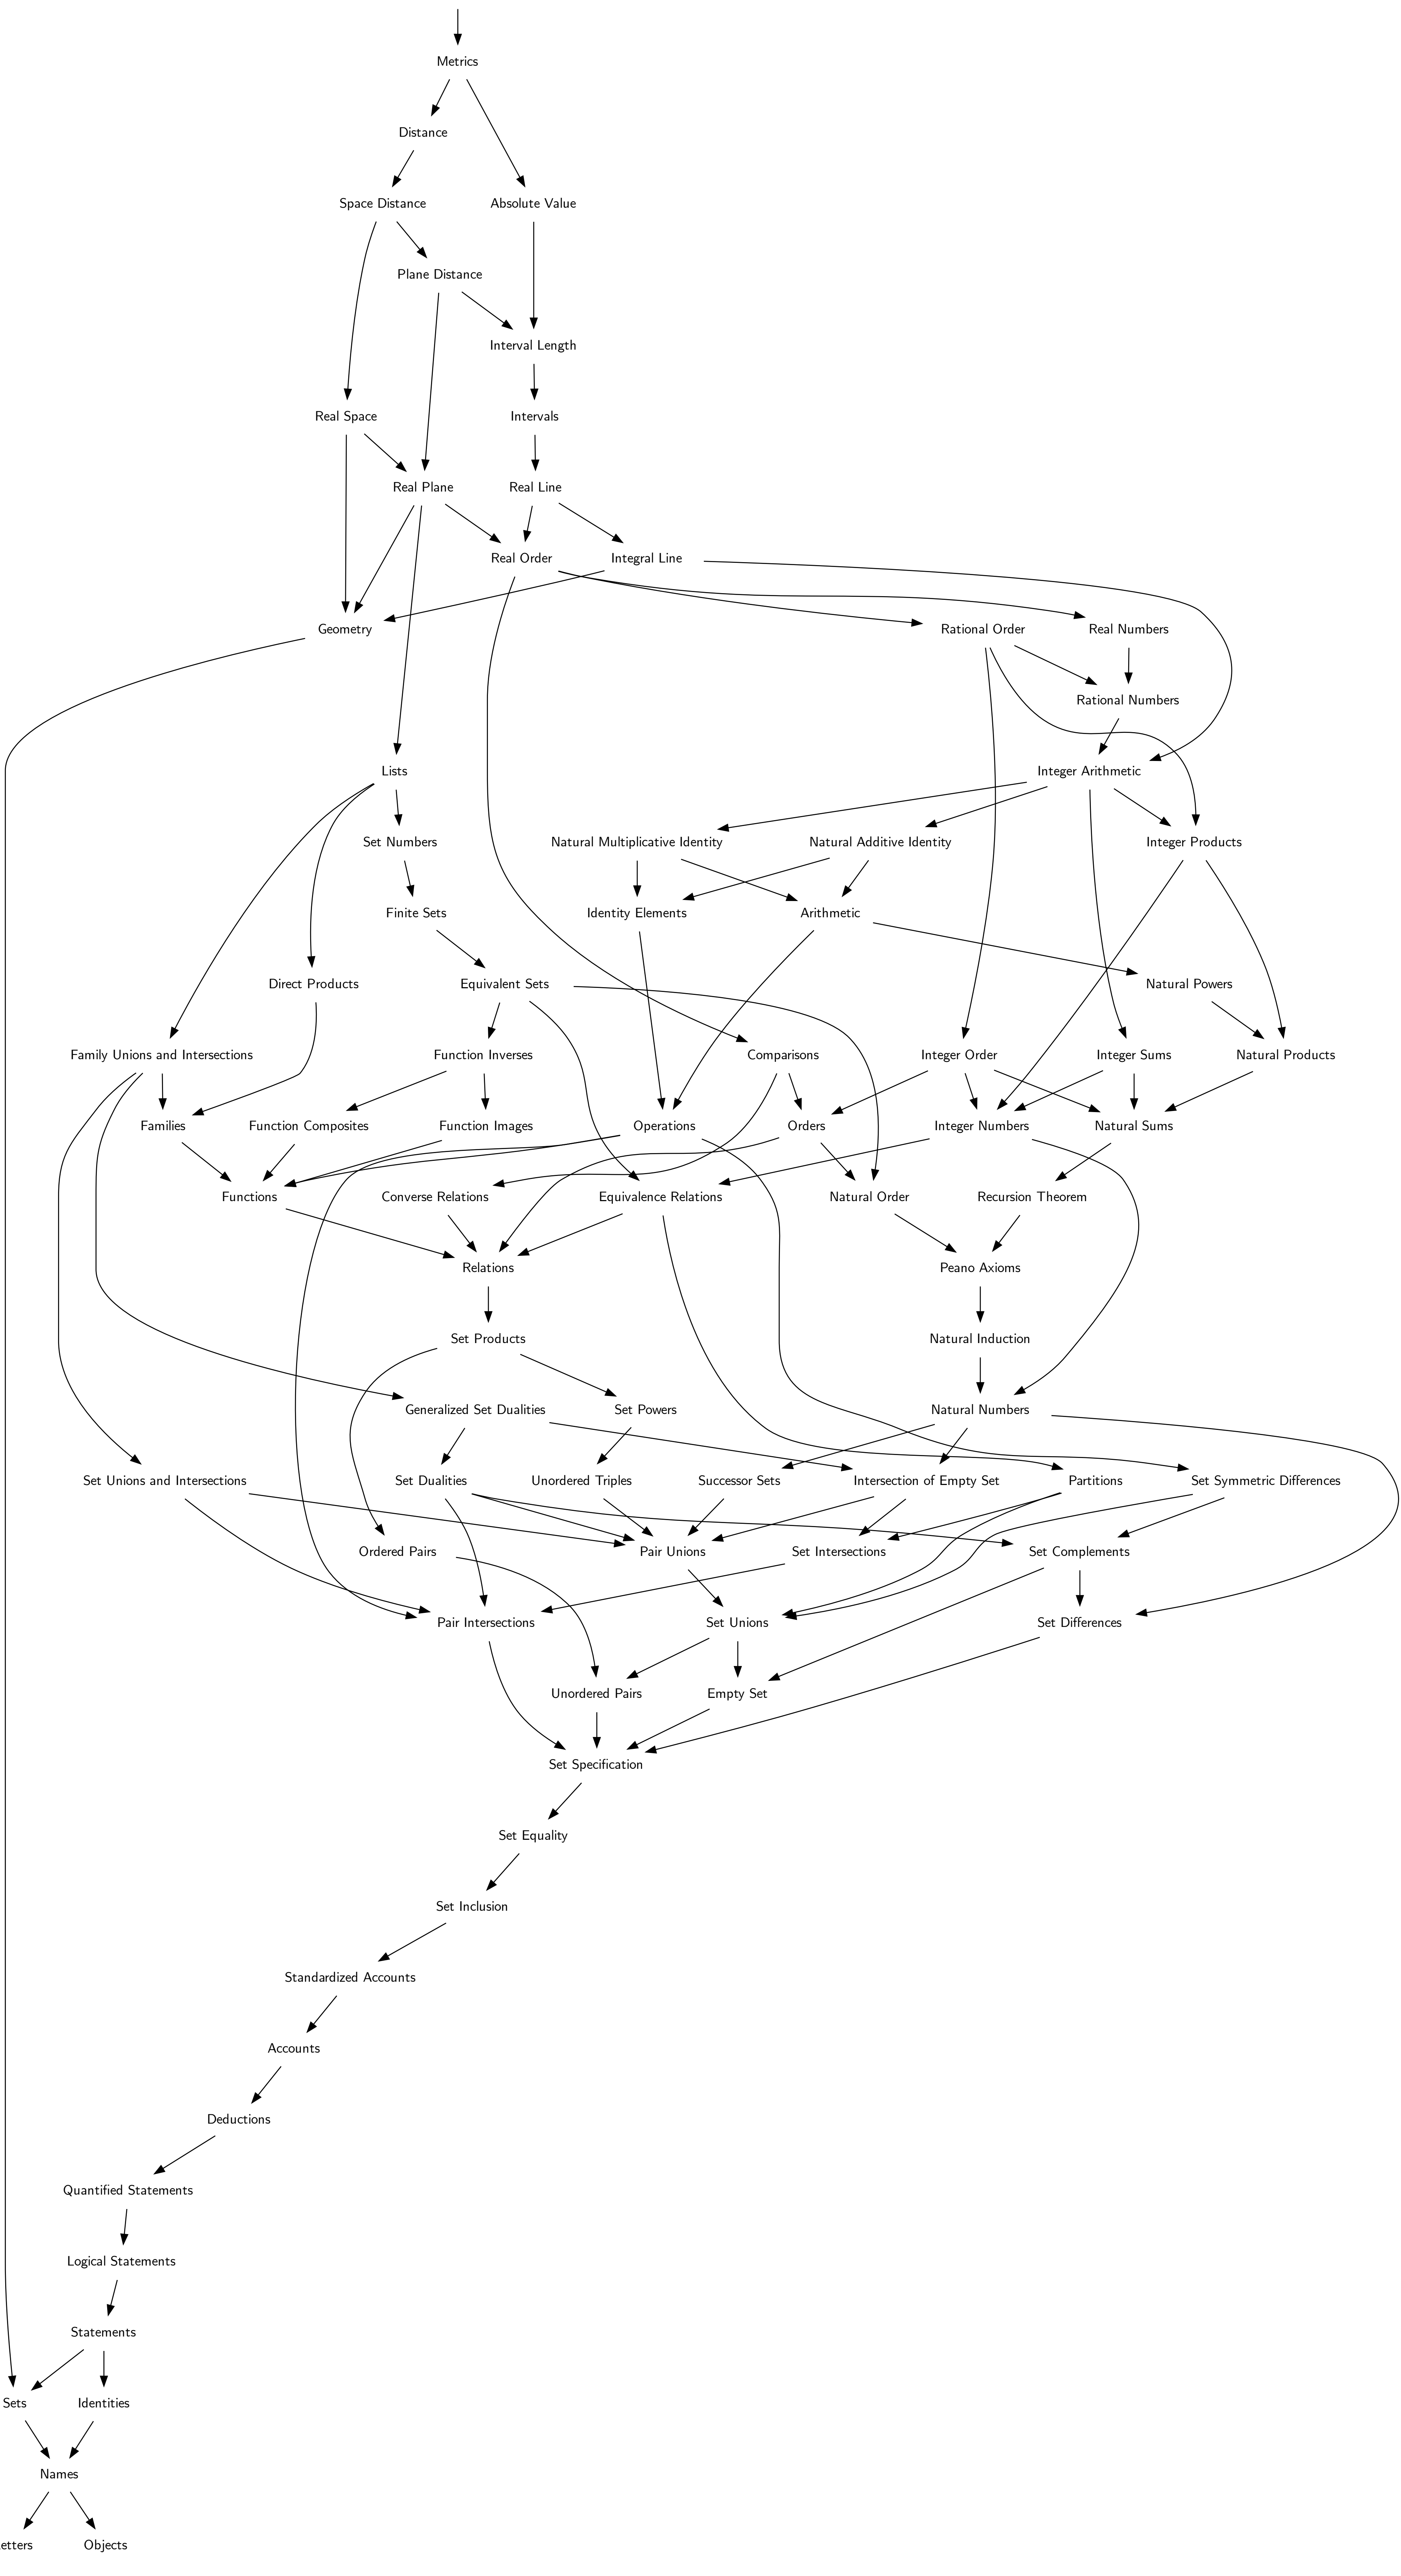 Metrics
Distance
Space Distance
Absolute Value
Plane Distance
Interval Length
Real Space
Intervals
Real Plane
Real Line
Real Order
Integral Line
Geometry
Rational Order
Real Numbers
Rational Numbers
Lists
Integer Arithmetic
Set Numbers
Natural Multiplicative Identity
Natural Additive Identity
Integer Products
Finite Sets
Identity Elements
Arithmetic
Direct Products
Equivalent Sets
Natural Powers
Family Unions and Intersections
Function Inverses
Comparisons
Integer Order
Integer Sums
Natural Products
Families
Function Composites
Function Images
Operations
Orders
Integer Numbers
Natural Sums
Functions
Converse Relations
Equivalence Relations
Natural Order
Recursion Theorem
Relations
Peano Axioms
Set Products
Natural Induction
Generalized Set Dualities
Set Powers
Natural Numbers
Set Unions and Intersections
Set Dualities
Unordered Triples
Successor Sets
Intersection of Empty Set
Partitions
Set Symmetric Differences
Ordered Pairs
Pair Unions
Set Intersections
Set Complements
Pair Intersections
Set Unions
Set Differences
Unordered Pairs
Empty Set
Set Specification
Set Equality
Set Inclusion
Standardized Accounts
Accounts
Deductions
Quantified Statements
Logical Statements
Statements
Sets
Identities
Names
etters
Objects